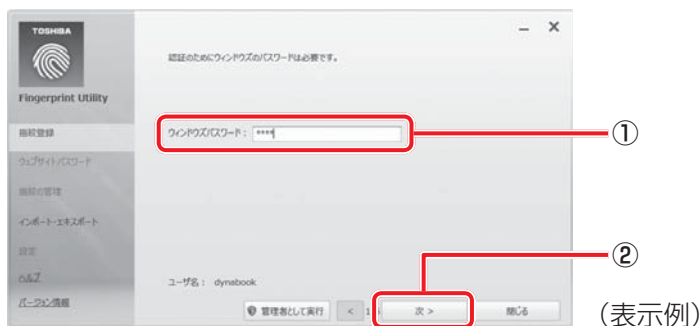 TOSHIBA
Fingerprint Utility
認証のためにウィンドウズのパスワードは必要です。
ウィンドウズパスワード： ****
①
指紋登録
ウェブサイトパスワード
指紋の管理
インポート・エキスポート
設定
ヘルプ
バージョン情報
ユーザ名： dynabook
②
管理者として実行
<
次 >
閉じる
（表示例）